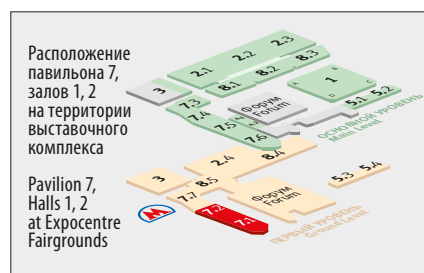 Расположение
павильона 7,
залов 1, 2
на территории
выставочного
комплекса
Pavilion 7,
Halls 1, 2
at Expocentre
Fairgrounds
2.1
2.2
2.3
3
8.1
8.2
8.3
1
B
A
C
D
7.3
7.4
7.5
7.6
Форум
Forum
5.1
5.2
ОСНОВНОЙ УРОВЕНЬ
Main Level
3
2.4
8.4
8.5
7.7
Форум
Forum
5.3
5.4
7.2
7.1
ПЕРВЫЙ УРОВЕНЬ
Ground Level
М